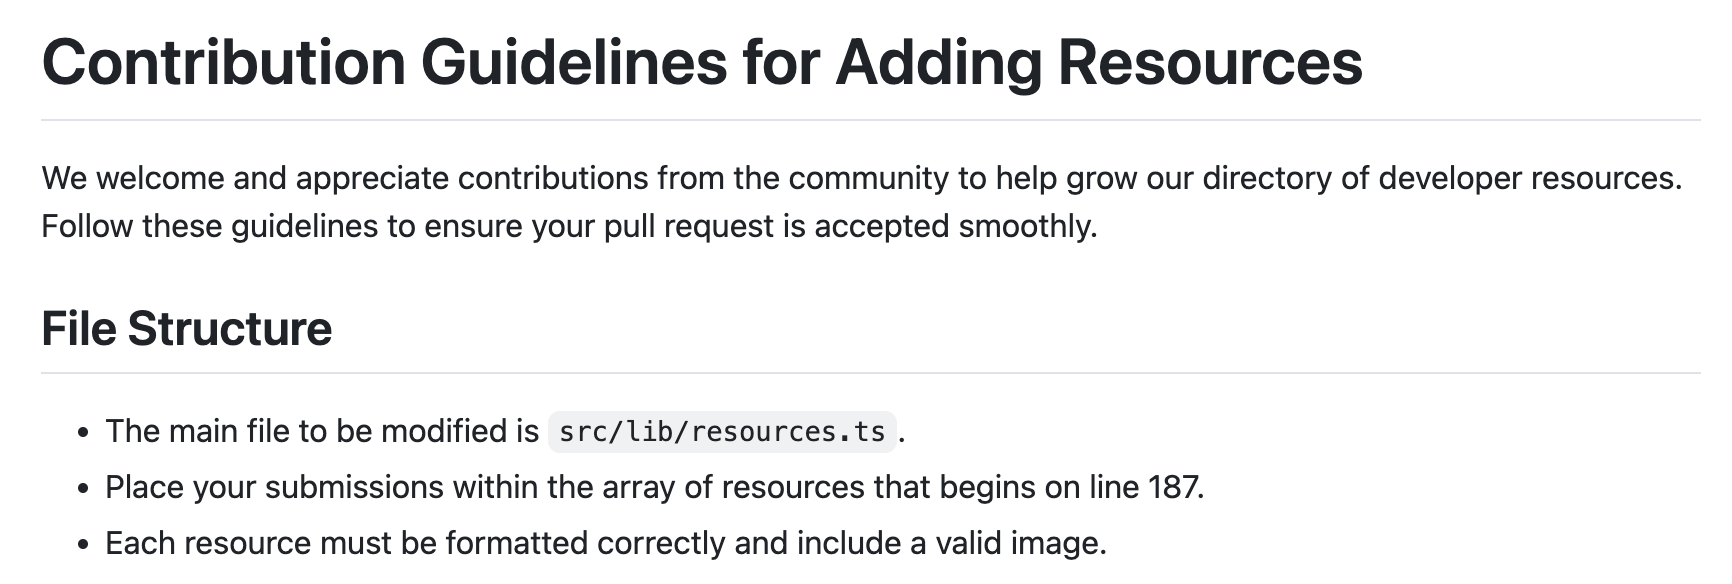 Contribution Guidelines for Adding Resources
We welcome and appreciate contributions from the community to help grow our directory of developer resources.
Follow these guidelines to ensure your pull request is accepted smoothly.
File Structure
• The main file to be modified is src/lib/resources.ts.
• Place your submissions within the array of resources that begins on line 187.
• Each resource must be formatted correctly and include a valid image.